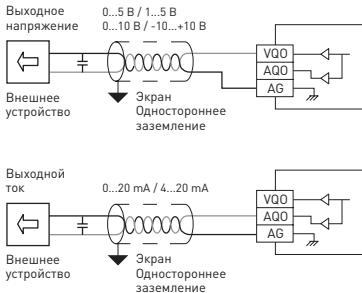 Выходное
напряжение
0...5 В / 1...5 В
0...10 В / -10...+10 В
VQO
AQO
AG
Внешнее
устройство
Экран
Одностороннее
заземление
Выходной
ток
0...20 mA / 4...20 mA
VQO
AQO
AG
Внешнее
устройство
Экран
Одностороннее
заземление